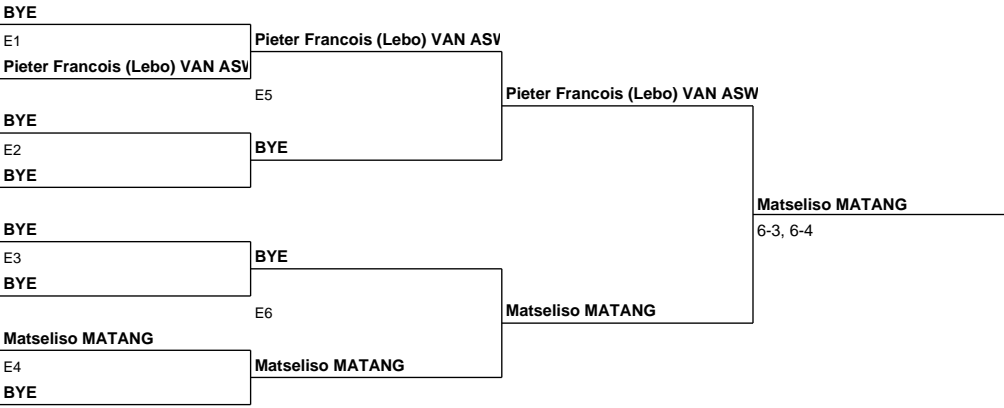 BYE
E1
Pieter Francois (Lebo) VAN ASW
BYE
E2
BYE
BYE
E3
BYE
Matseliso MATANG
E4
BYE
Pieter Francois (Lebo) VAN ASW
E5
BYE
BYE
E6
Matseliso MATANG
Pieter Francois (Lebo) VAN ASW
Matseliso MATANG
Matseliso MATANG
6-3, 6-4